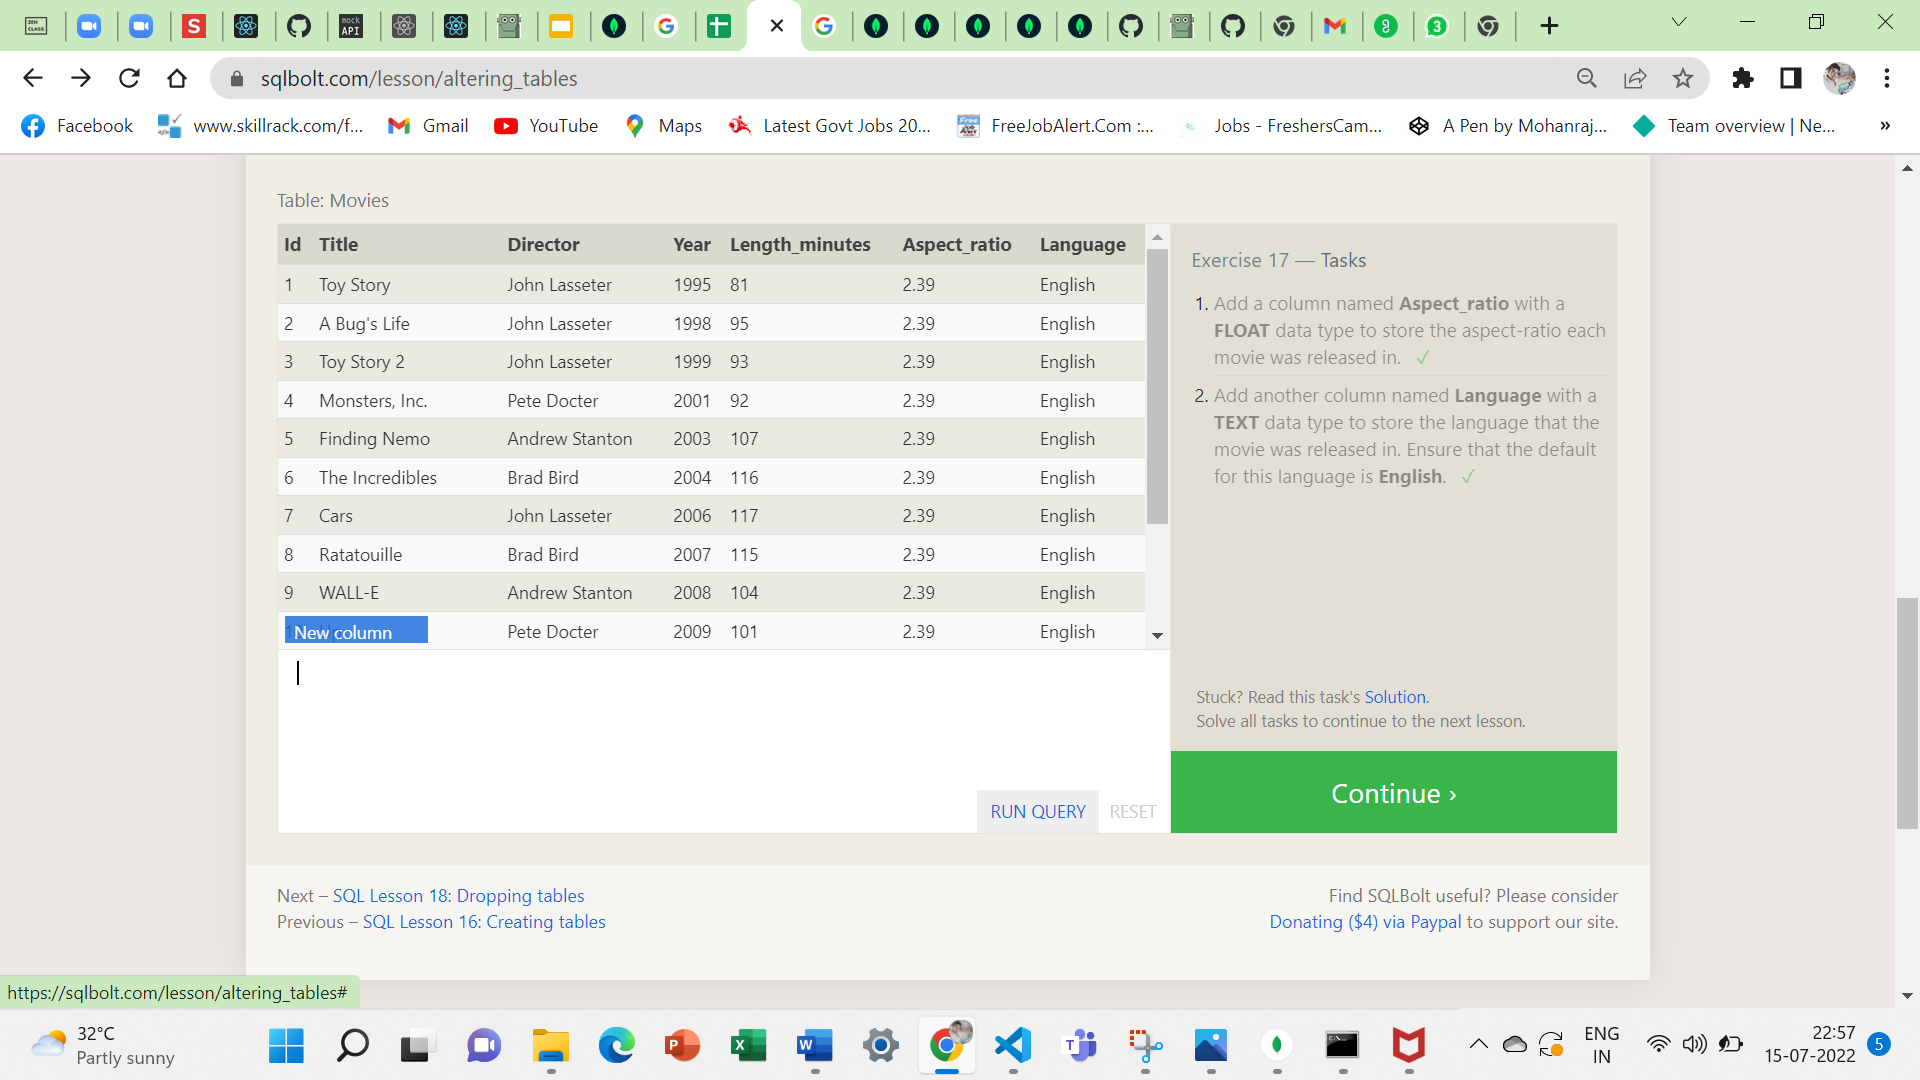 sqlbolt.com/lesson/altering_tables
Facebook
www.skillrack.com/f...
Gmail
YouTube
Maps
Latest Govt Jobs 20...
FreeJobAlert.Com :...
Jobs - FreshersCam...
A Pen by Mohanraj...
Team overview | Ne...
»
Table: Movies
Id Title Director Year Length_minutes Aspect_ratio Language
1 Toy Story John Lasseter 1995 81 2.39 English
2 A Bug's Life John Lasseter 1998 95 2.39 English
3 Toy Story 2 John Lasseter 1999 93 2.39 English
4 Monsters, Inc. Pete Docter 2001 92 2.39 English
5 Finding Nemo Andrew Stanton 2003 107 2.39 English
6 The Incredibles Brad Bird 2004 116 2.39 English
7 Cars John Lasseter 2006 117 2.39 English
8 Ratatouille Brad Bird 2007 115 2.39 English
9 WALL-E Andrew Stanton 2008 104 2.39 English
New column Pete Docter 2009 101 2.39 English
RUN QUERY RESET
Exercise 17 — Tasks
1. Add a column named Aspect_ratio with a
FLOAT data type to store the aspect-ratio each
movie was released in. ✓
2. Add another column named Language with a
TEXT data type to store the language that the
movie was released in. Ensure that the default
for this language is English. ✓
Stuck? Read this task's Solution.
Solve all tasks to continue to the next lesson.
Continue ›
Next – SQL Lesson 18: Dropping tables
Previous – SQL Lesson 16: Creating tables
Find SQLBolt useful? Please consider
Donating ($4) via Paypal to support our site.
https://sqlbolt.com/lesson/altering_tables#
32°C
Partly sunny
ENG
IN
22:57
15-07-2022
5